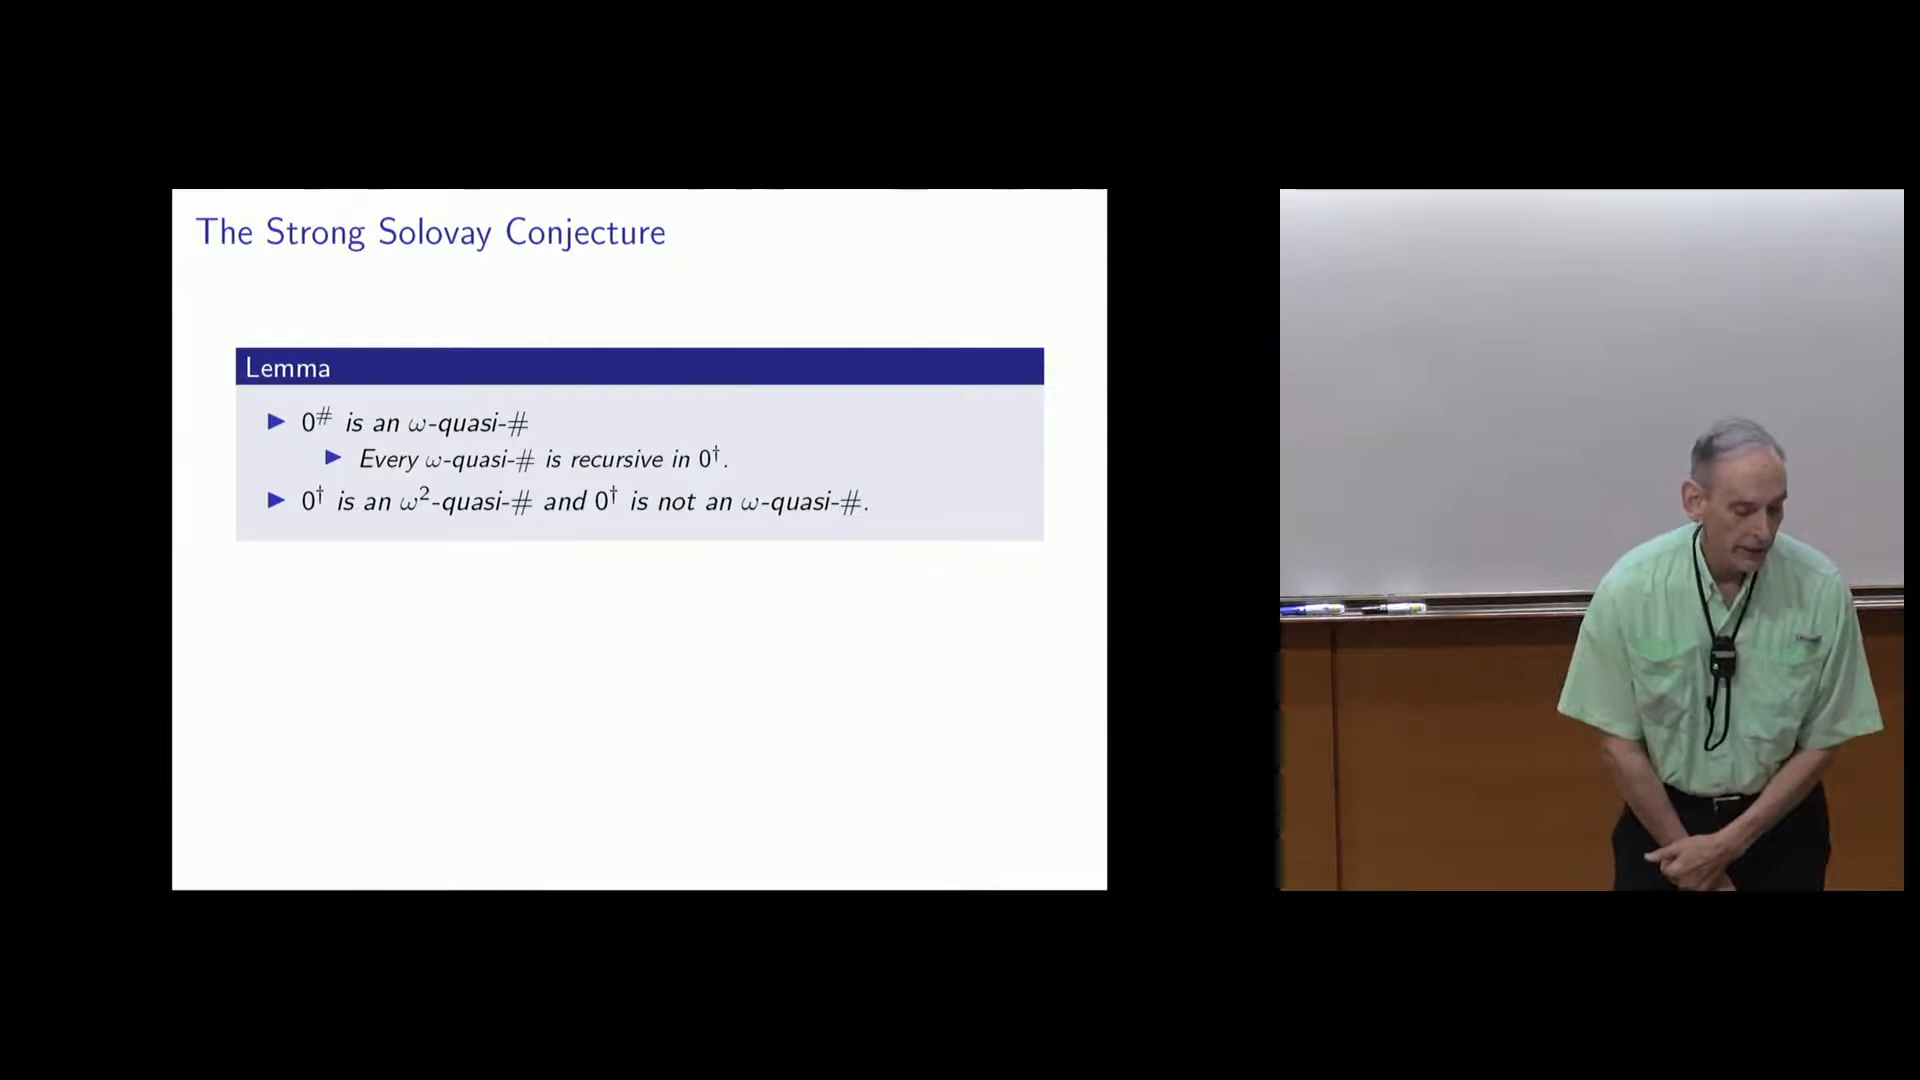 The Strong Solovay Conjecture
Lemma
▶ 0^# is an ω-quasi-#
▶ Every ω-quasi-# is recursive in 0^†.
▶ 0^† is an ω^2-quasi-# and 0^† is not an ω-quasi-#.